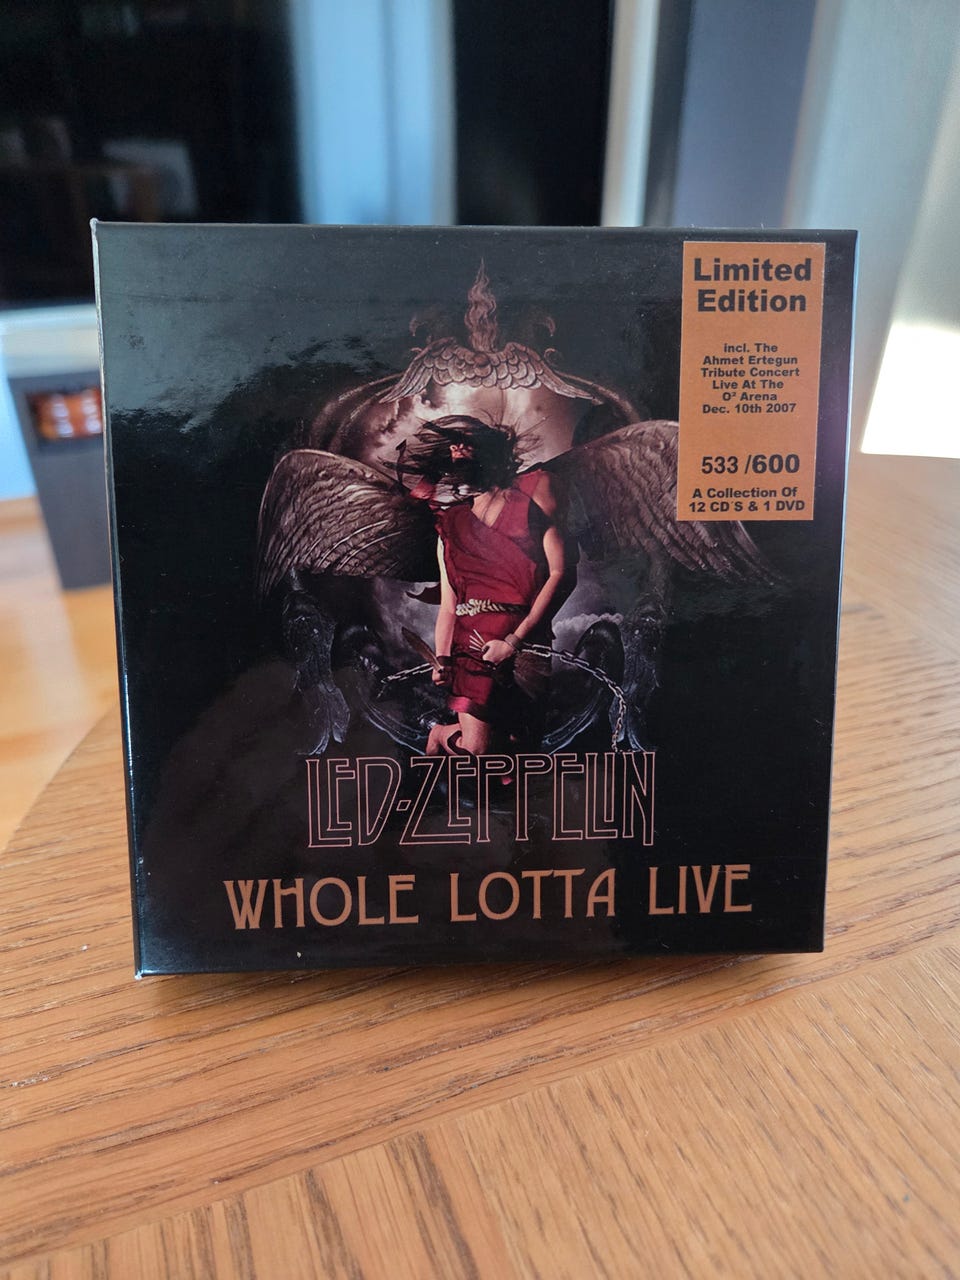 Limited
Edition
incl. The
Ahmet Ertegun
Tribute Concert
Live At The
O² Arena
Dec. 10th 2007
533 /600
A Collection Of
12 CD'S & 1 DVD
LED-ZEPPELIN
WHOLE LOTTA LIVE